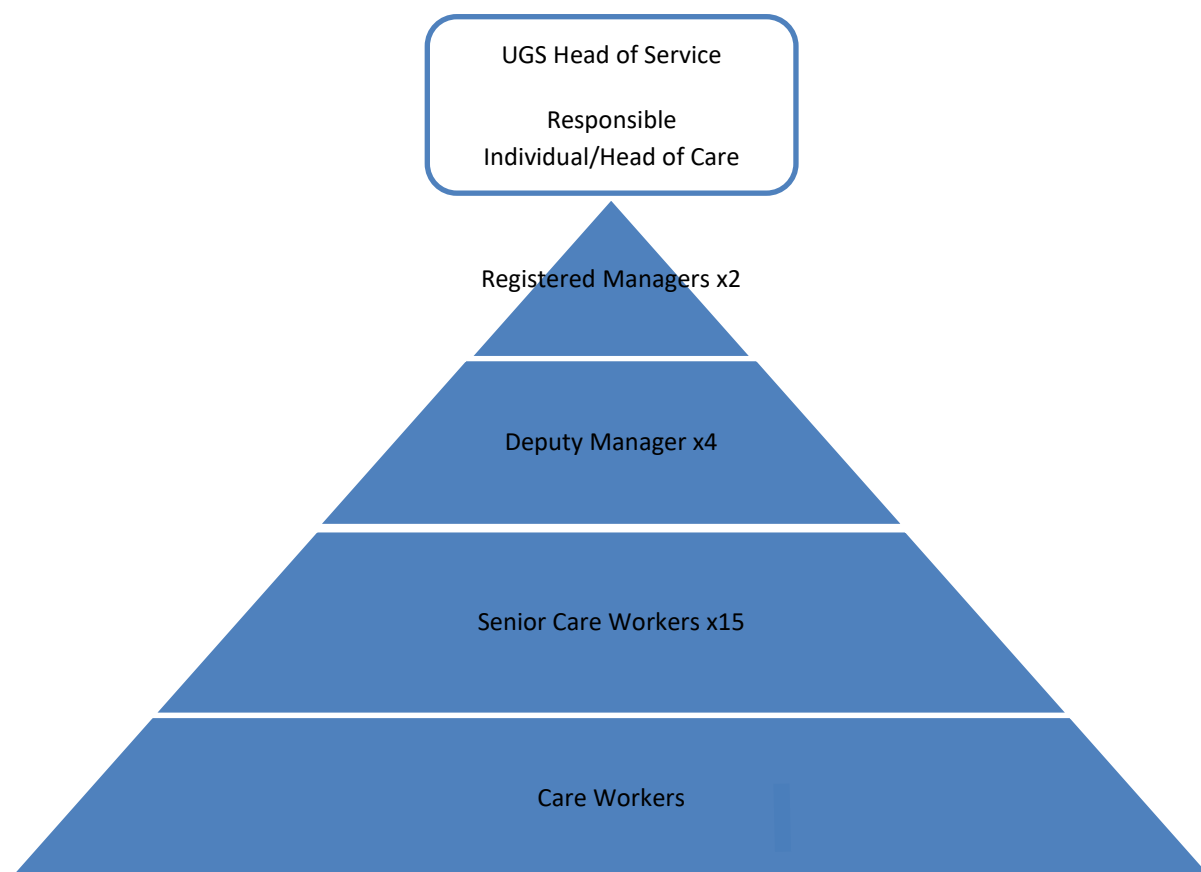 UGS Head of Service
Responsible
Individual/Head of Care
Registered Managers x2
Deputy Manager x4
Senior Care Workers x15
Care Workers